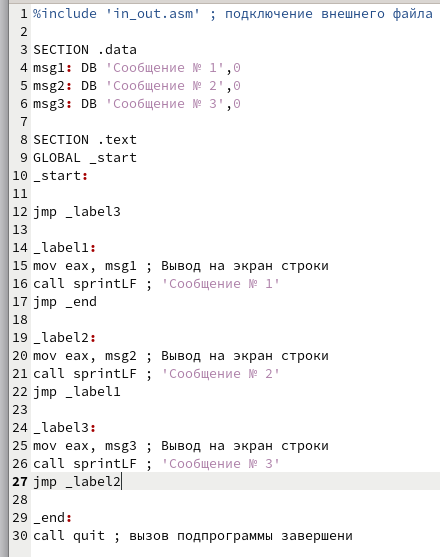 1 %include 'in_out.asm' ; подключение внешнего файла
2
3 SECTION .data
4 msg1: DB 'Сообщение № 1',0
5 msg2: DB 'Сообщение № 2',0
6 msg3: DB 'Сообщение № 3',0
7
8 SECTION .text
9 GLOBAL _start
10 _start:
11
12 jmp _label3
13
14 _label1:
15 mov eax, msg1 ; Вывод на экран строки
16 call sprintLF ; 'Сообщение № 1'
17 jmp _end
18
19 _label2:
20 mov eax, msg2 ; Вывод на экран строки
21 call sprintLF ; 'Сообщение № 2'
22 jmp _label1
23
24 _label3:
25 mov eax, msg3 ; Вывод на экран строки
26 call sprintLF ; 'Сообщение № 3'
27 jmp _label2
28
29 _end:
30 call quit ; вызов подпрограммы завершени